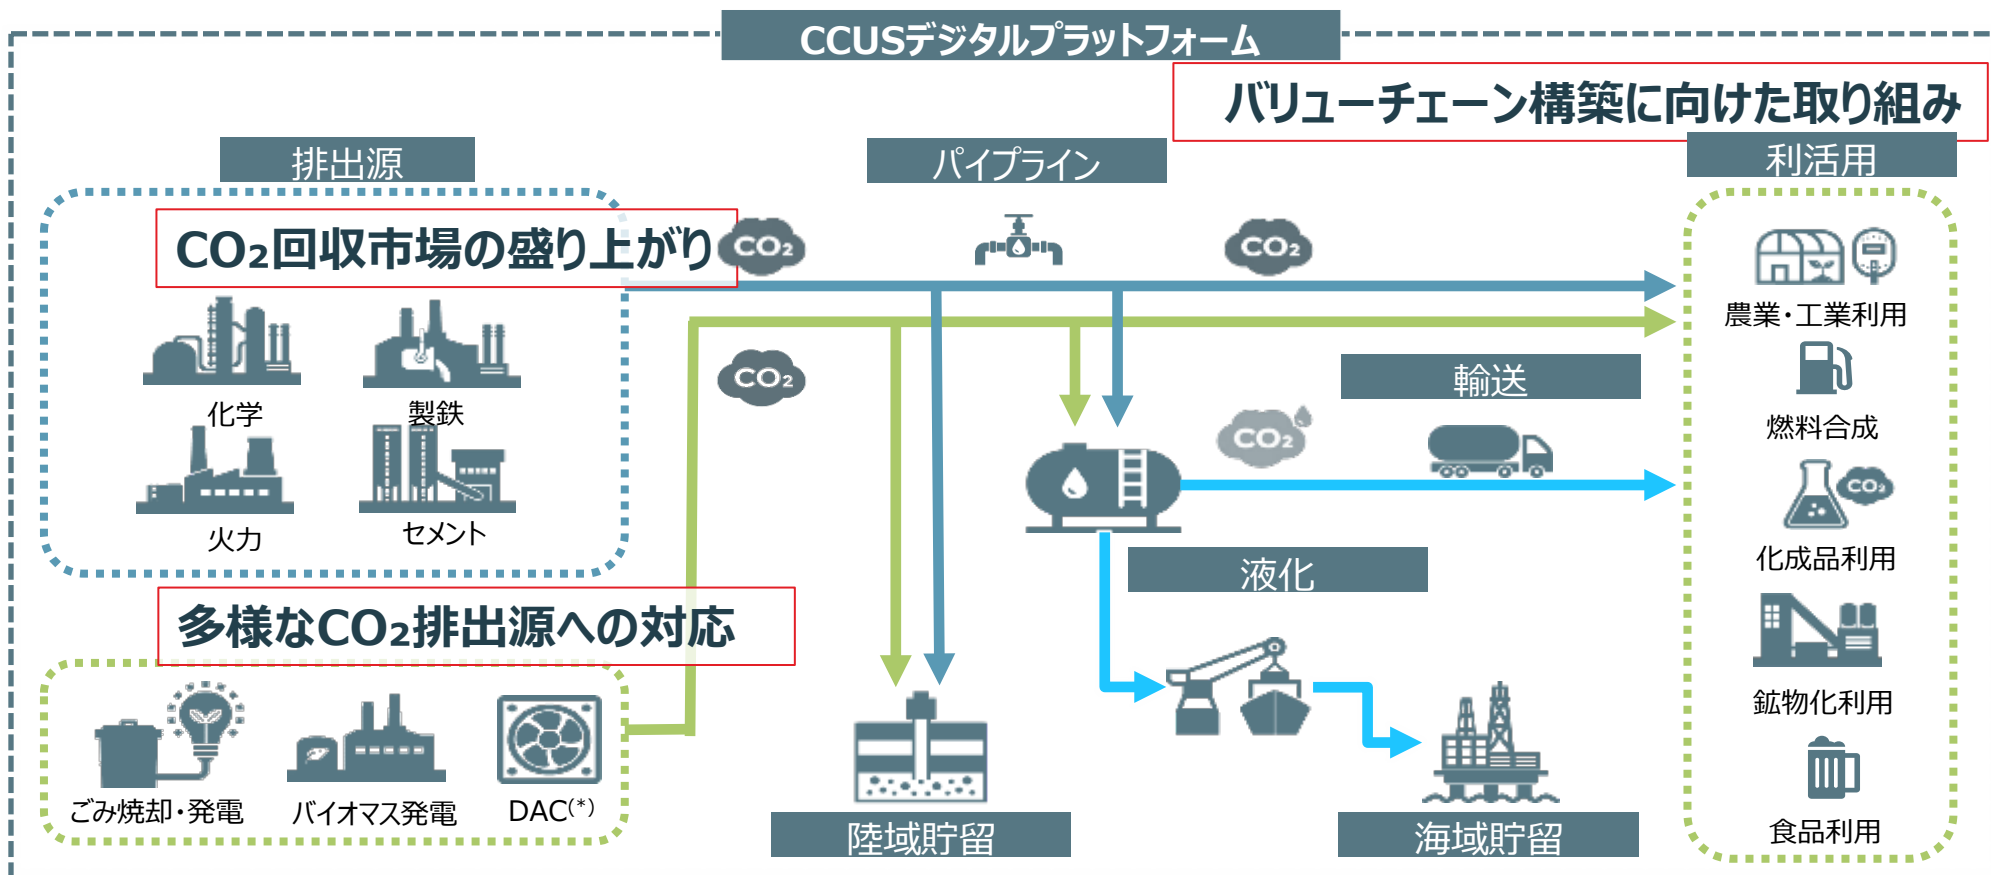 CCUSデジタルプラットフォーム
バリューチェーン構築に向けた取り組み
排出源
パイプライン
利活用
CO₂回収市場の盛り上がり
CO₂
CO₂
農業・工業利用
化学
製鉄
CO₂
輸送
CO₂
燃料合成
火力
セメント
CO₂
化成品利用
液化
多様なCO₂排出源への対応
鉱物化利用
ごみ焼却・発電
バイオマス発電
DAC(*)
陸域貯留
海域貯留
食品利用